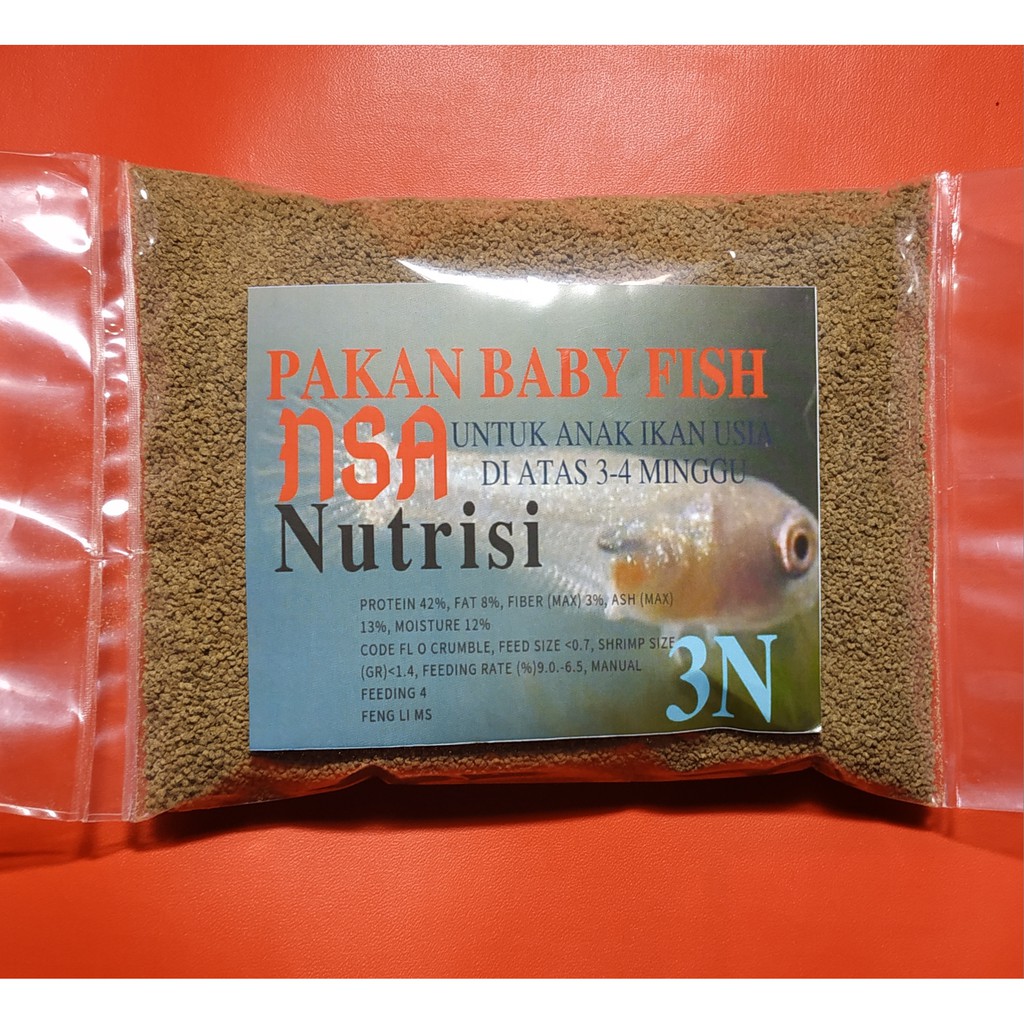 PAKAN BABY FISH
NSA UNTUK ANAK IKAN USIA
DI ATAS 3-4 MINGGU
Nutrisi
PROTEIN 42%, FAT 8%, FIBER (MAX) 3%, ASH (MAX)
13%, MOISTURE 12%
CODE FL O CRUMBLE, FEED SIZE <0.7, SHRIMP SIZE
(GR)<1.4, FEEDING RATE (%)9.0.-6.5, MANUAL
FEEDING 4
FENG LI MS
3N